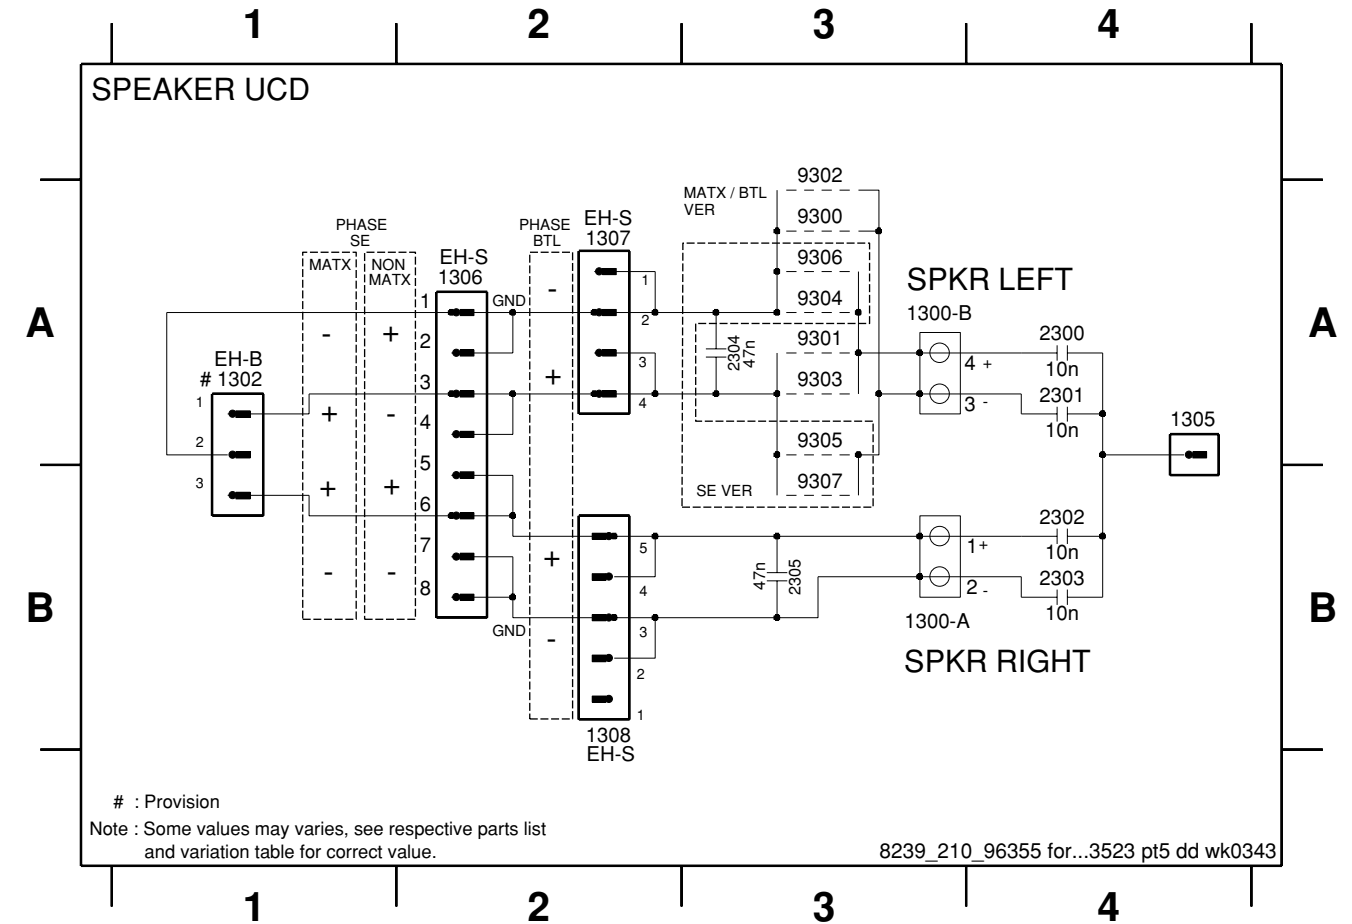 1 2 3 4
SPEAKER UCD
A
A
B
B
PHASE
SE
MATX
NON
MATX
-
+
+
-
+
+
-
-
EH-B
# 1302
1
2
3
EH-S
1306
1
2
3
4
5
6
7
8
GND
GND
PHASE
BTL
-
+
+
-
EH-S
1307
1
2
3
4
5
4
3
2
1
1308
EH-S
MATX / BTL
VER
SE VER
9302
9300
9306
9304
9301
9303
9305
9307
2304
47n
47n
2305
SPKR LEFT
1300-B
4 +
3 -
1 +
2 -
1300-A
SPKR RIGHT
2300
10n
2301
10n
2302
10n
2303
10n
1305
# : Provision
Note : Some values may varies, see respective parts list
and variation table for correct value.
8239_210_96355 for...3523 pt5 dd wk0343
1 2 3 4